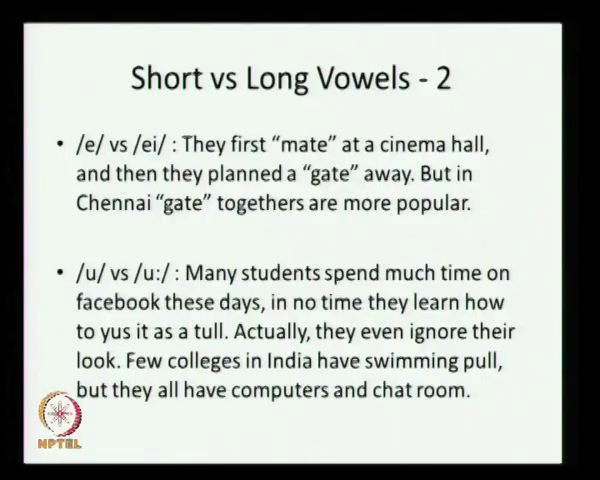 Short vs Long Vowels - 2
• /e/ vs /ei/ : They first “mate” at a cinema hall,
and then they planned a “gate” away. But in
Chennai “gate” togethers are more popular.
• /u/ vs /u:/ : Many students spend much time on
facebook these days, in no time they learn how
to yus it as a tull. Actually, they even ignore their
look. Few colleges in India have swimming pull,
but they all have computers and chat room.
NPTEL